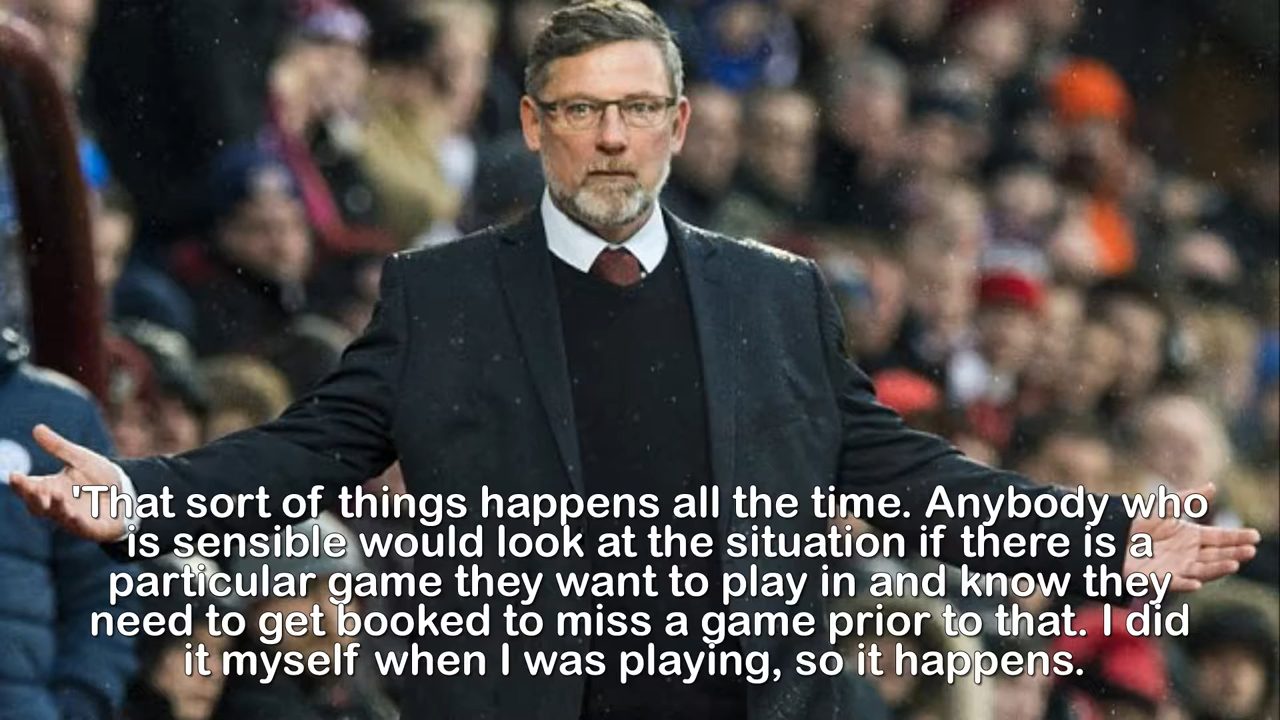 'That sort of things happens all the time. Anybody who
is sensible would look at the situation if there is a
particular game they want to play in and know they
need to get booked to miss a game prior to that. I did
it myself when I was playing, so it happens.